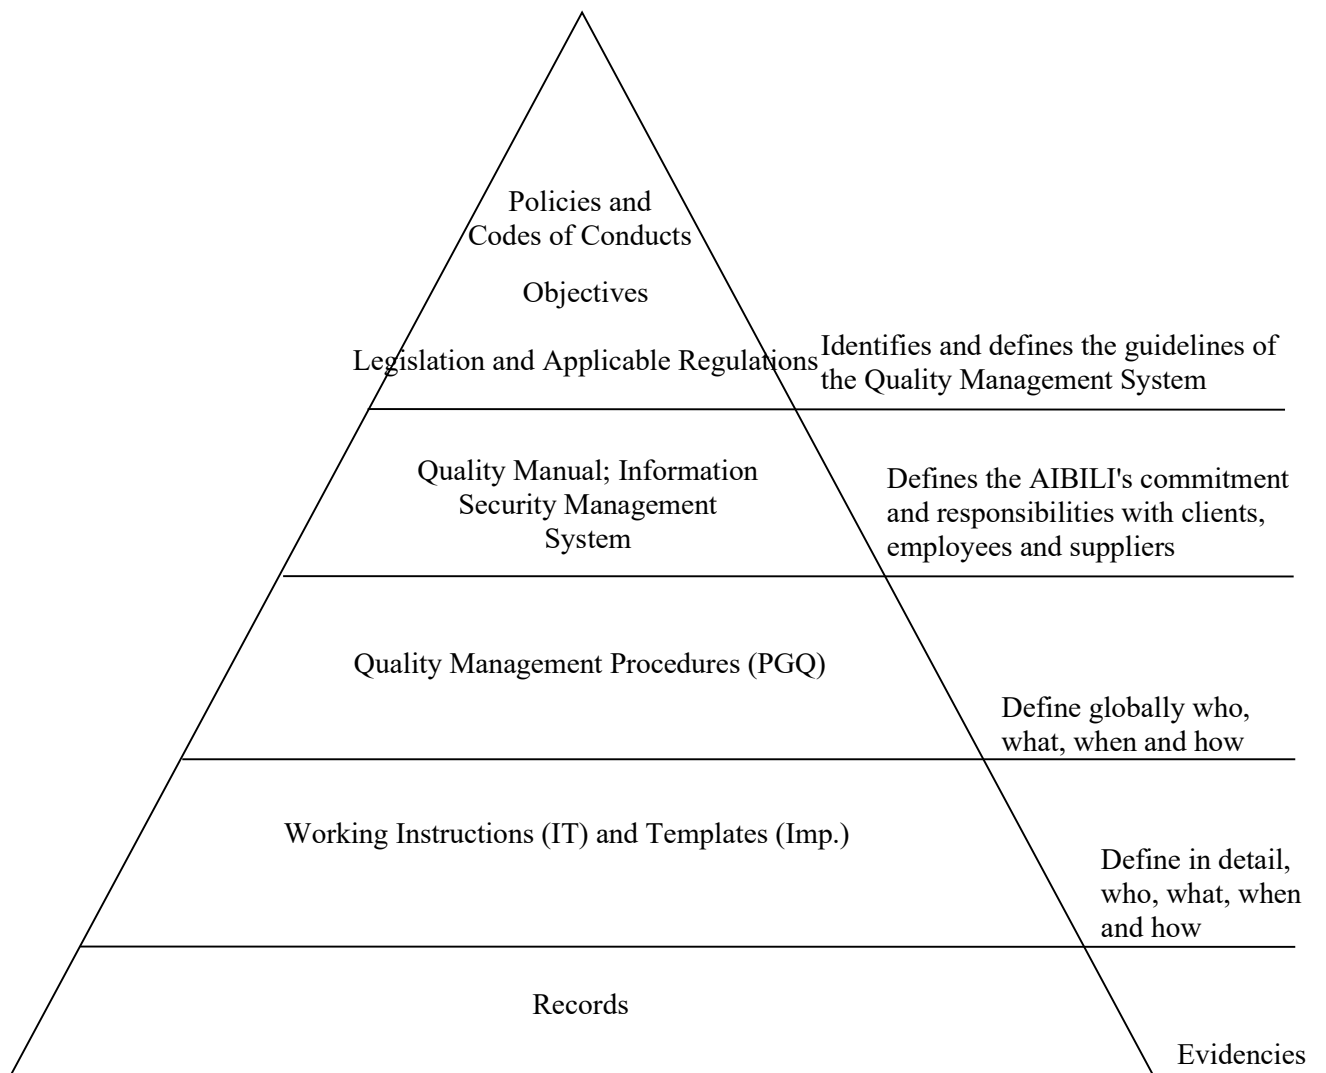 Policies and
Codes of Conducts
Objectives
Legislation and Applicable Regulations
Identifies and defines the guidelines of
the Quality Management System
Quality Manual; Information
Security Management
System
Defines the AIBILI's commitment
and responsibilities with clients,
employees and suppliers
Quality Management Procedures (PGQ)
Define globally who,
what, when and how
Working Instructions (IT) and Templates (Imp.)
Define in detail,
who, what, when
and how
Records
Evidencies